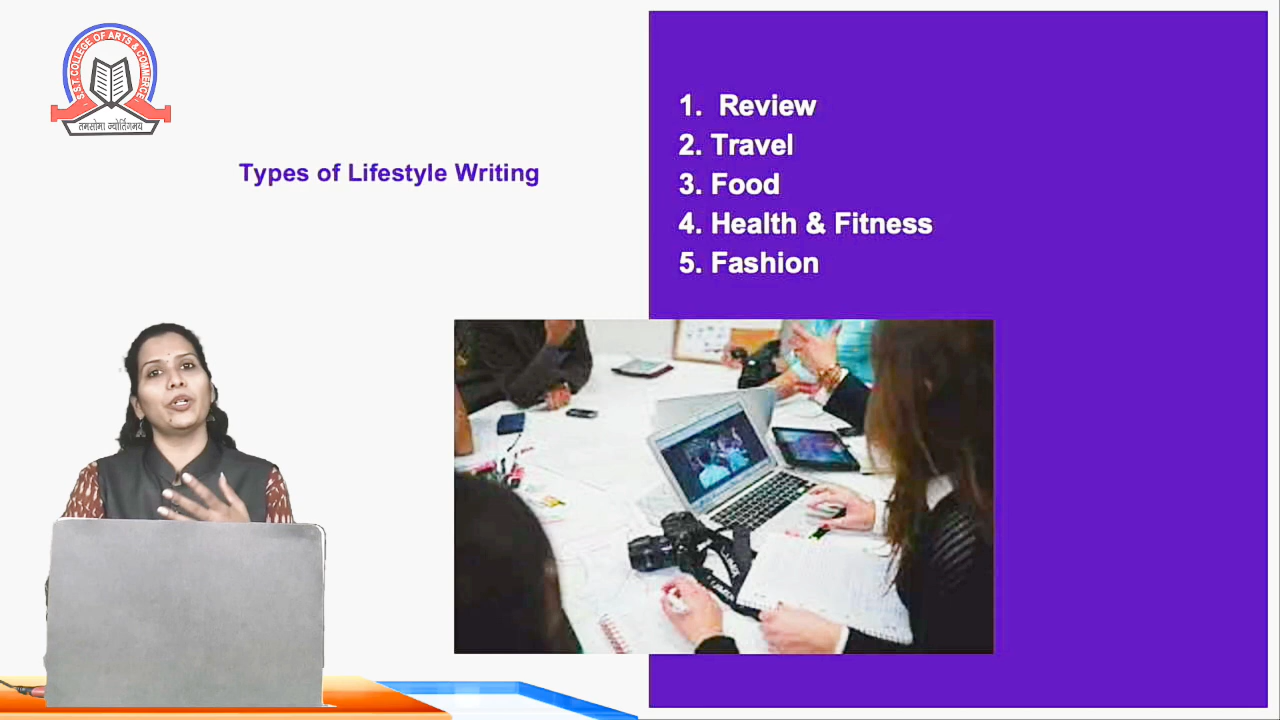 S.S.T. COLLEGE OF ARTS & COMMERCE
तमसोमा ज्योर्तिगमय
Types of Lifestyle Writing
1. Review
2. Travel
3. Food
4. Health & Fitness
5. Fashion
LUMIX